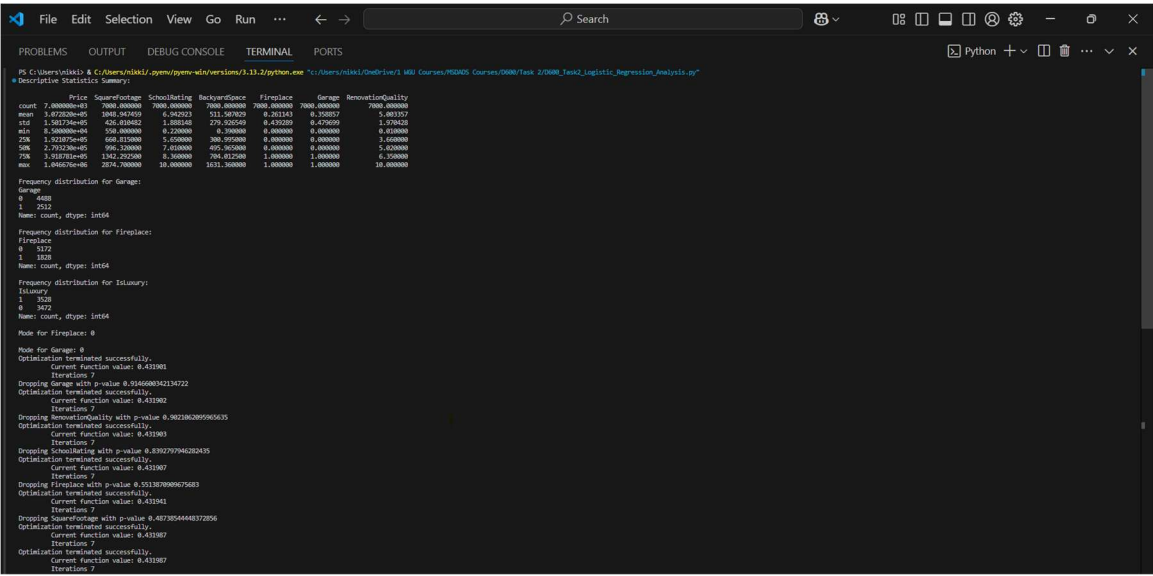 File Edit Selection View Go Run ··· ← → Search
PROBLEMS OUTPUT DEBUG CONSOLE TERMINAL PORTS Python
PS C:\Users\nikki> & C:/Users/nikki/.pyenv/pyenv-win/versions/3.13.2/python.exe "c:/Users/nikki/OneDrive/1 WGU Courses/MSDADS Courses/D600/Task 2/D600_Task2_Logistic_Regression_Analysis.py"
Descriptive Statistics Summary:
Price SquareFootage SchoolRating BackyardSpace Fireplace Garage RenovationQuality
count 7.000000e+03 7000.000000 7000.000000 7000.000000 7000.000000 7000.000000 7000.000000
mean 3.072820e+05 1048.947459 6.942923 511.507029 0.261143 0.358857 5.003357
std 1.501734e+05 426.010482 1.888148 279.926549 0.439289 0.479699 1.970428
min 8.500000e+04 550.000000 0.220000 0.390000 0.000000 0.000000 0.010000
25% 1.921075e+05 660.815000 5.650000 300.995000 0.000000 0.000000 3.660000
50% 2.793230e+05 996.320000 7.010000 495.965000 0.000000 0.000000 5.020000
75% 3.918781e+05 1342.292500 8.360000 704.012500 1.000000 1.000000 6.350000
max 1.046676e+06 2874.700000 10.000000 1631.360000 1.000000 1.000000 10.000000
Frequency distribution for Garage:
Garage
0 4488
1 2512
Name: count, dtype: int64
Frequency distribution for Fireplace:
Fireplace
0 5172
1 1828
Name: count, dtype: int64
Frequency distribution for IsLuxury:
IsLuxury
1 3528
0 3472
Name: count, dtype: int64
Mode for Fireplace: 0
Mode for Garage: 0
Optimization terminated successfully.
Current function value: 0.431901
Iterations 7
Dropping Garage with p-value 0.9146600342134722
Optimization terminated successfully.
Current function value: 0.431902
Iterations 7
Dropping RenovationQuality with p-value 0.9021062095965635
Optimization terminated successfully.
Current function value: 0.431903
Iterations 7
Dropping SchoolRating with p-value 0.8392797946282435
Optimization terminated successfully.
Current function value: 0.431907
Iterations 7
Dropping Fireplace with p-value 0.5513870909675683
Optimization terminated successfully.
Current function value: 0.431941
Iterations 7
Dropping SquareFootage with p-value 0.48738544448372856
Optimization terminated successfully.
Current function value: 0.431987
Iterations 7
Optimization terminated successfully.
Current function value: 0.431987
Iterations 7